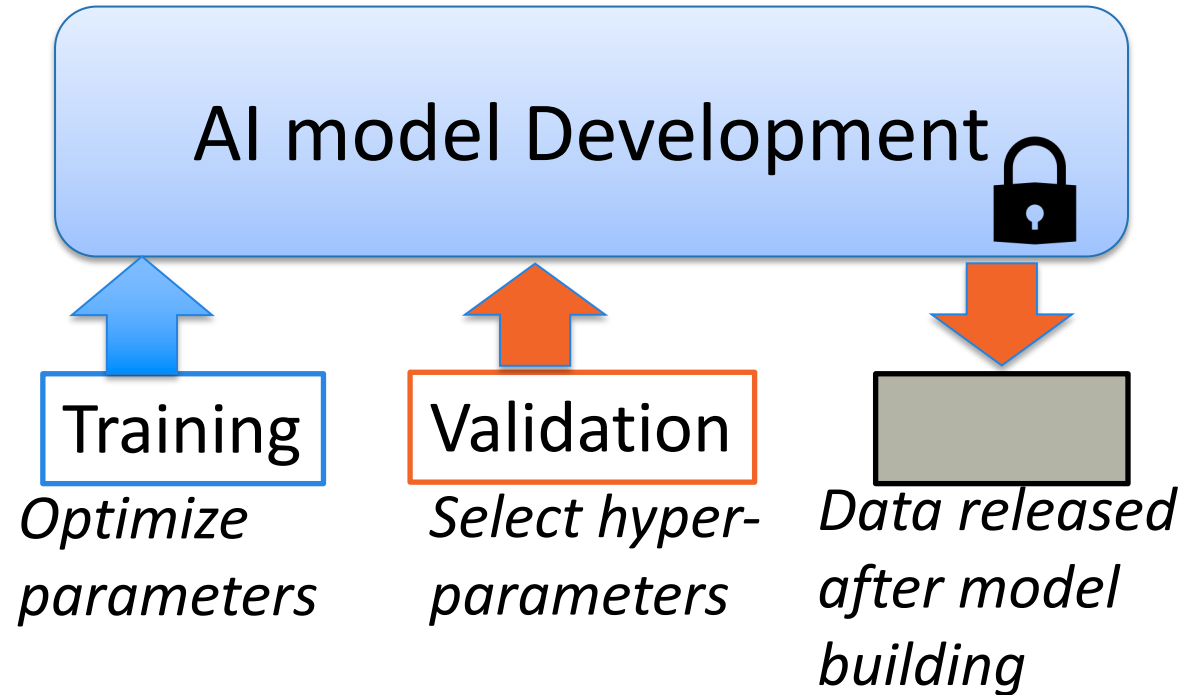 AI model Development
Training
Validation
Optimize
parameters
Select hyper-
parameters
Data released
after model
building